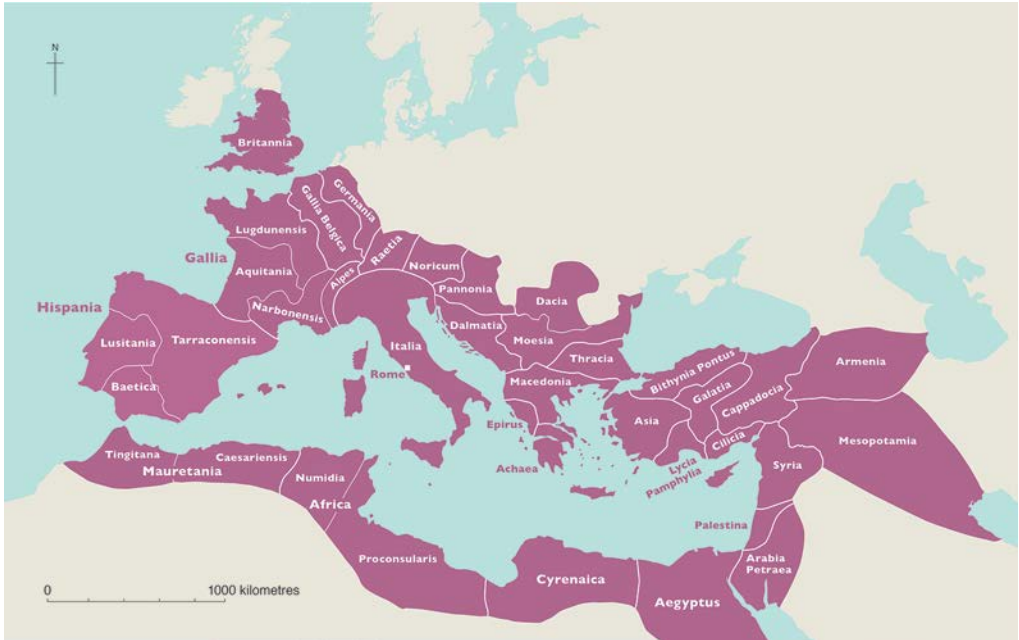 N
Britannia
Germania
Gallia Belgica
Lugdunensis
Gallia
Raetia
Noricum
Aquitania
Alpes
Pannonia
Dacia
Hispania
Narbonensis
Dalmatia
Moesia
Lusitania
Tarraconensis
Italia
Thracia
Armenia
Rome
Bithynia Pontus
Baetica
Macedonia
Galatia
Cappadocia
Asia
Epirus
Cilicia
Mesopotamia
Tingitana
Caesariensis
Mauretania
Achaea
Lycia
Pamphylia
Syria
Numidia
Africa
Palestina
Proconsularis
Arabia
Petraea
Cyrenaica
Aegyptus
0 1000 kilometres